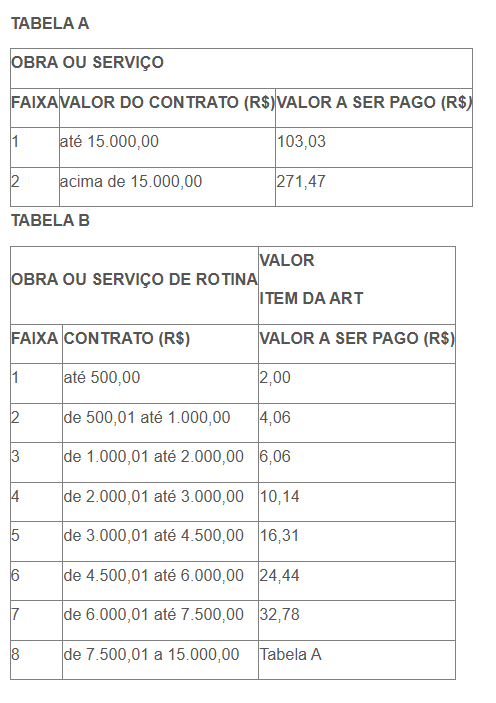 TABELA A
OBRA OU SERVIÇO
FAIXA VALOR DO CONTRATO (R$) VALOR A SER PAGO (R$)
1 até 15.000,00 103,03
2 acima de 15.000,00 271,47
TABELA B
OBRA OU SERVIÇO DE ROTINA VALOR
ITEM DA ART
FAIXA CONTRATO (R$) VALOR A SER PAGO (R$)
1 até 500,00 2,00
2 de 500,01 até 1.000,00 4,06
3 de 1.000,01 até 2.000,00 6,06
4 de 2.000,01 até 3.000,00 10,14
5 de 3.000,01 até 4.500,00 16,31
6 de 4.500,01 até 6.000,00 24,44
7 de 6.000,01 até 7.500,00 32,78
8 de 7.500,01 a 15.000,00 Tabela A